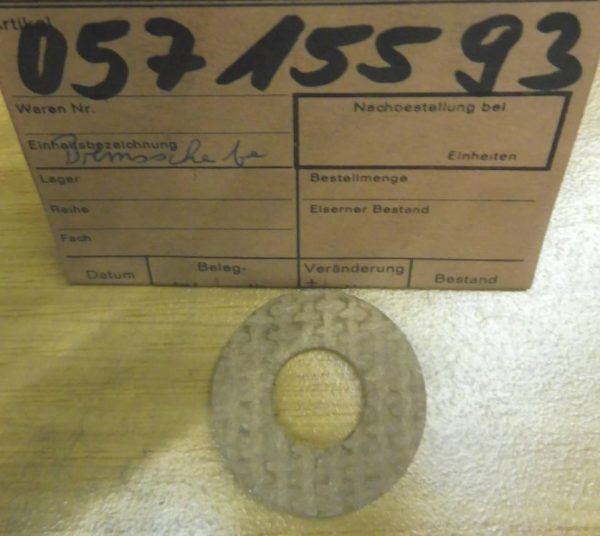 Artikel
057 155 93
Waren Nr.
Nachbestellung bei
Einheitsbezeichnung
Bremsscheibe
Einheiten
Lager
Bestellmenge
Reihe
Eiserner Bestand
Fach
Datum
Beleg-
Veränderung
Bestand
+